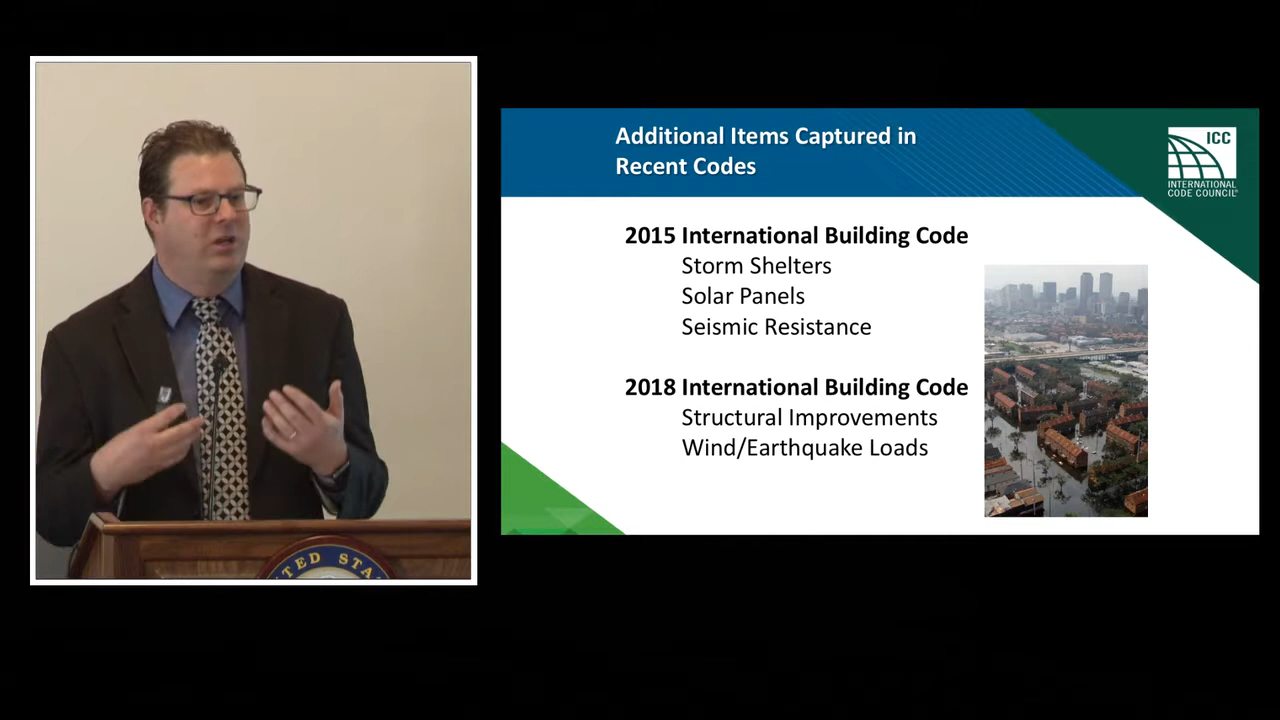 Additional Items Captured in
Recent Codes
ICC
INTERNATIONAL
CODE COUNCIL®
2015 International Building Code
Storm Shelters
Solar Panels
Seismic Resistance
2018 International Building Code
Structural Improvements
Wind/Earthquake Loads